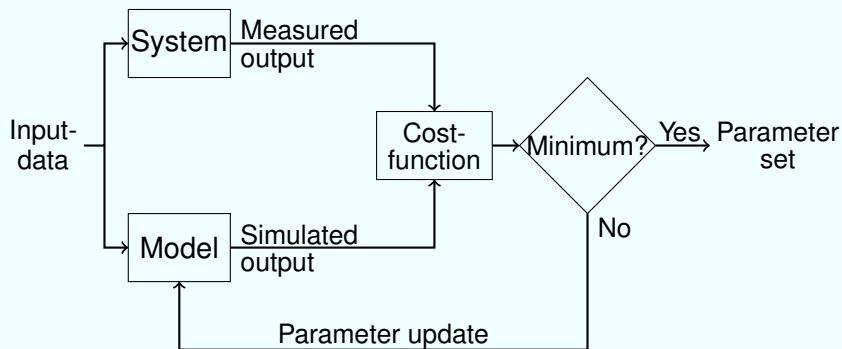 System
Measured
output
Input-
data
Cost-
function
Minimum?
Yes
Parameter
set
Model
Simulated
output
No
Parameter update